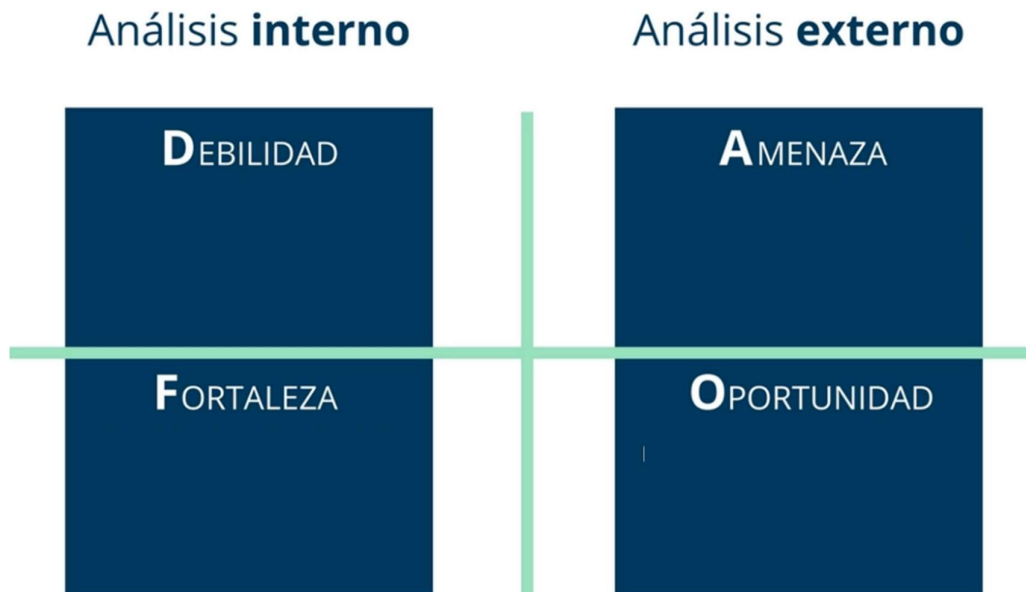 Análisis interno
Análisis externo
DEBILIDAD
AMENAZA
FORTALEZA
OPORTUNIDAD